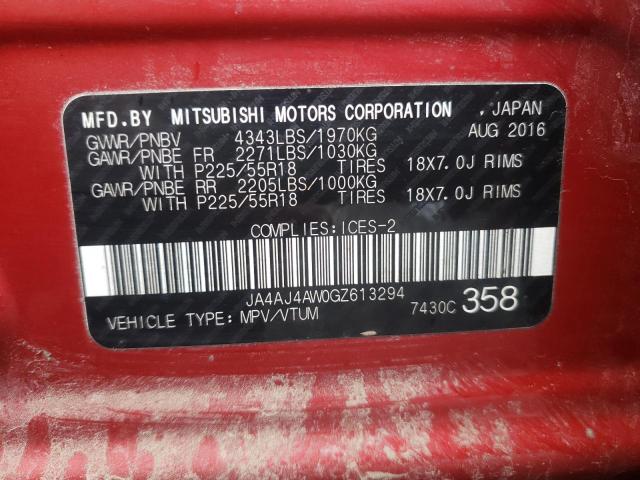 MFD.BY MITSUBISHI MOTORS CORPORATION , JAPAN
GVWR/PNBV 4343LBS/1970KG AUG 2016
GAWR/PNBE FR 2271LBS/1030KG
WITH P225/55R18 TIRES 18X7.0J RIMS
GAWR/PNBE RR 2205LBS/1000KG
WITH P225/55R18 TIRES 18X7.0J RIMS
COMPLIES:ICES-2
JA4AJ4AW0GZ613294
VEHICLE TYPE:MPV/VTUM 7430C 358